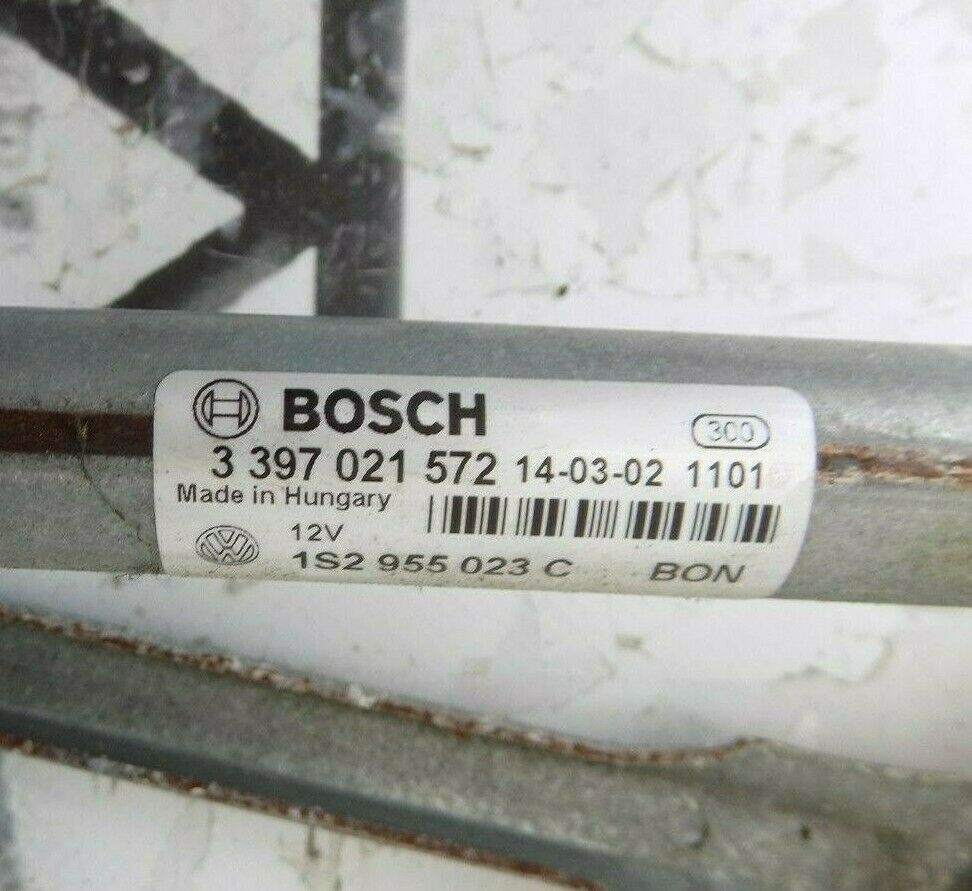 BOSCH
300
3 397 021 572 14-03-02 1101
Made in Hungary
12V
1S2 955 023 C BON